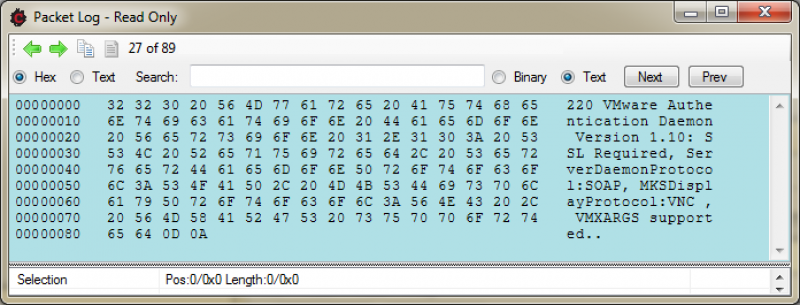 Packet Log - Read Only
27 of 89
Hex Text Search: Binary Text Next Prev
00000000 32 32 30 20 56 4D 77 61 72 65 20 41 75 74 68 65 220 VMware Authe
00000010 6E 74 69 63 61 74 69 6F 6E 20 44 61 65 6D 6F 6E ntication Daemon
00000020 20 56 65 72 73 69 6F 6E 20 31 2E 31 30 3A 20 53 Version 1.10: S
00000030 53 4C 20 52 65 71 75 69 72 65 64 2C 20 53 65 72 SL Required, Ser
00000040 76 65 72 44 61 65 6D 6F 6E 50 72 6F 74 6F 63 6F verDaemonProtoco
00000050 6C 3A 53 4F 41 50 2C 20 4D 4B 53 44 69 73 70 6C l:SOAP, MKSDispl
00000060 61 79 50 72 6F 74 6F 63 6F 6C 3A 56 4E 43 20 2C ayProtocol:VNC ,
00000070 20 56 4D 58 41 52 47 53 20 73 75 70 70 6F 72 74 VMXARGS support
00000080 65 64 0D 0A ed..
Selection Pos:0/0x0 Length:0/0x0